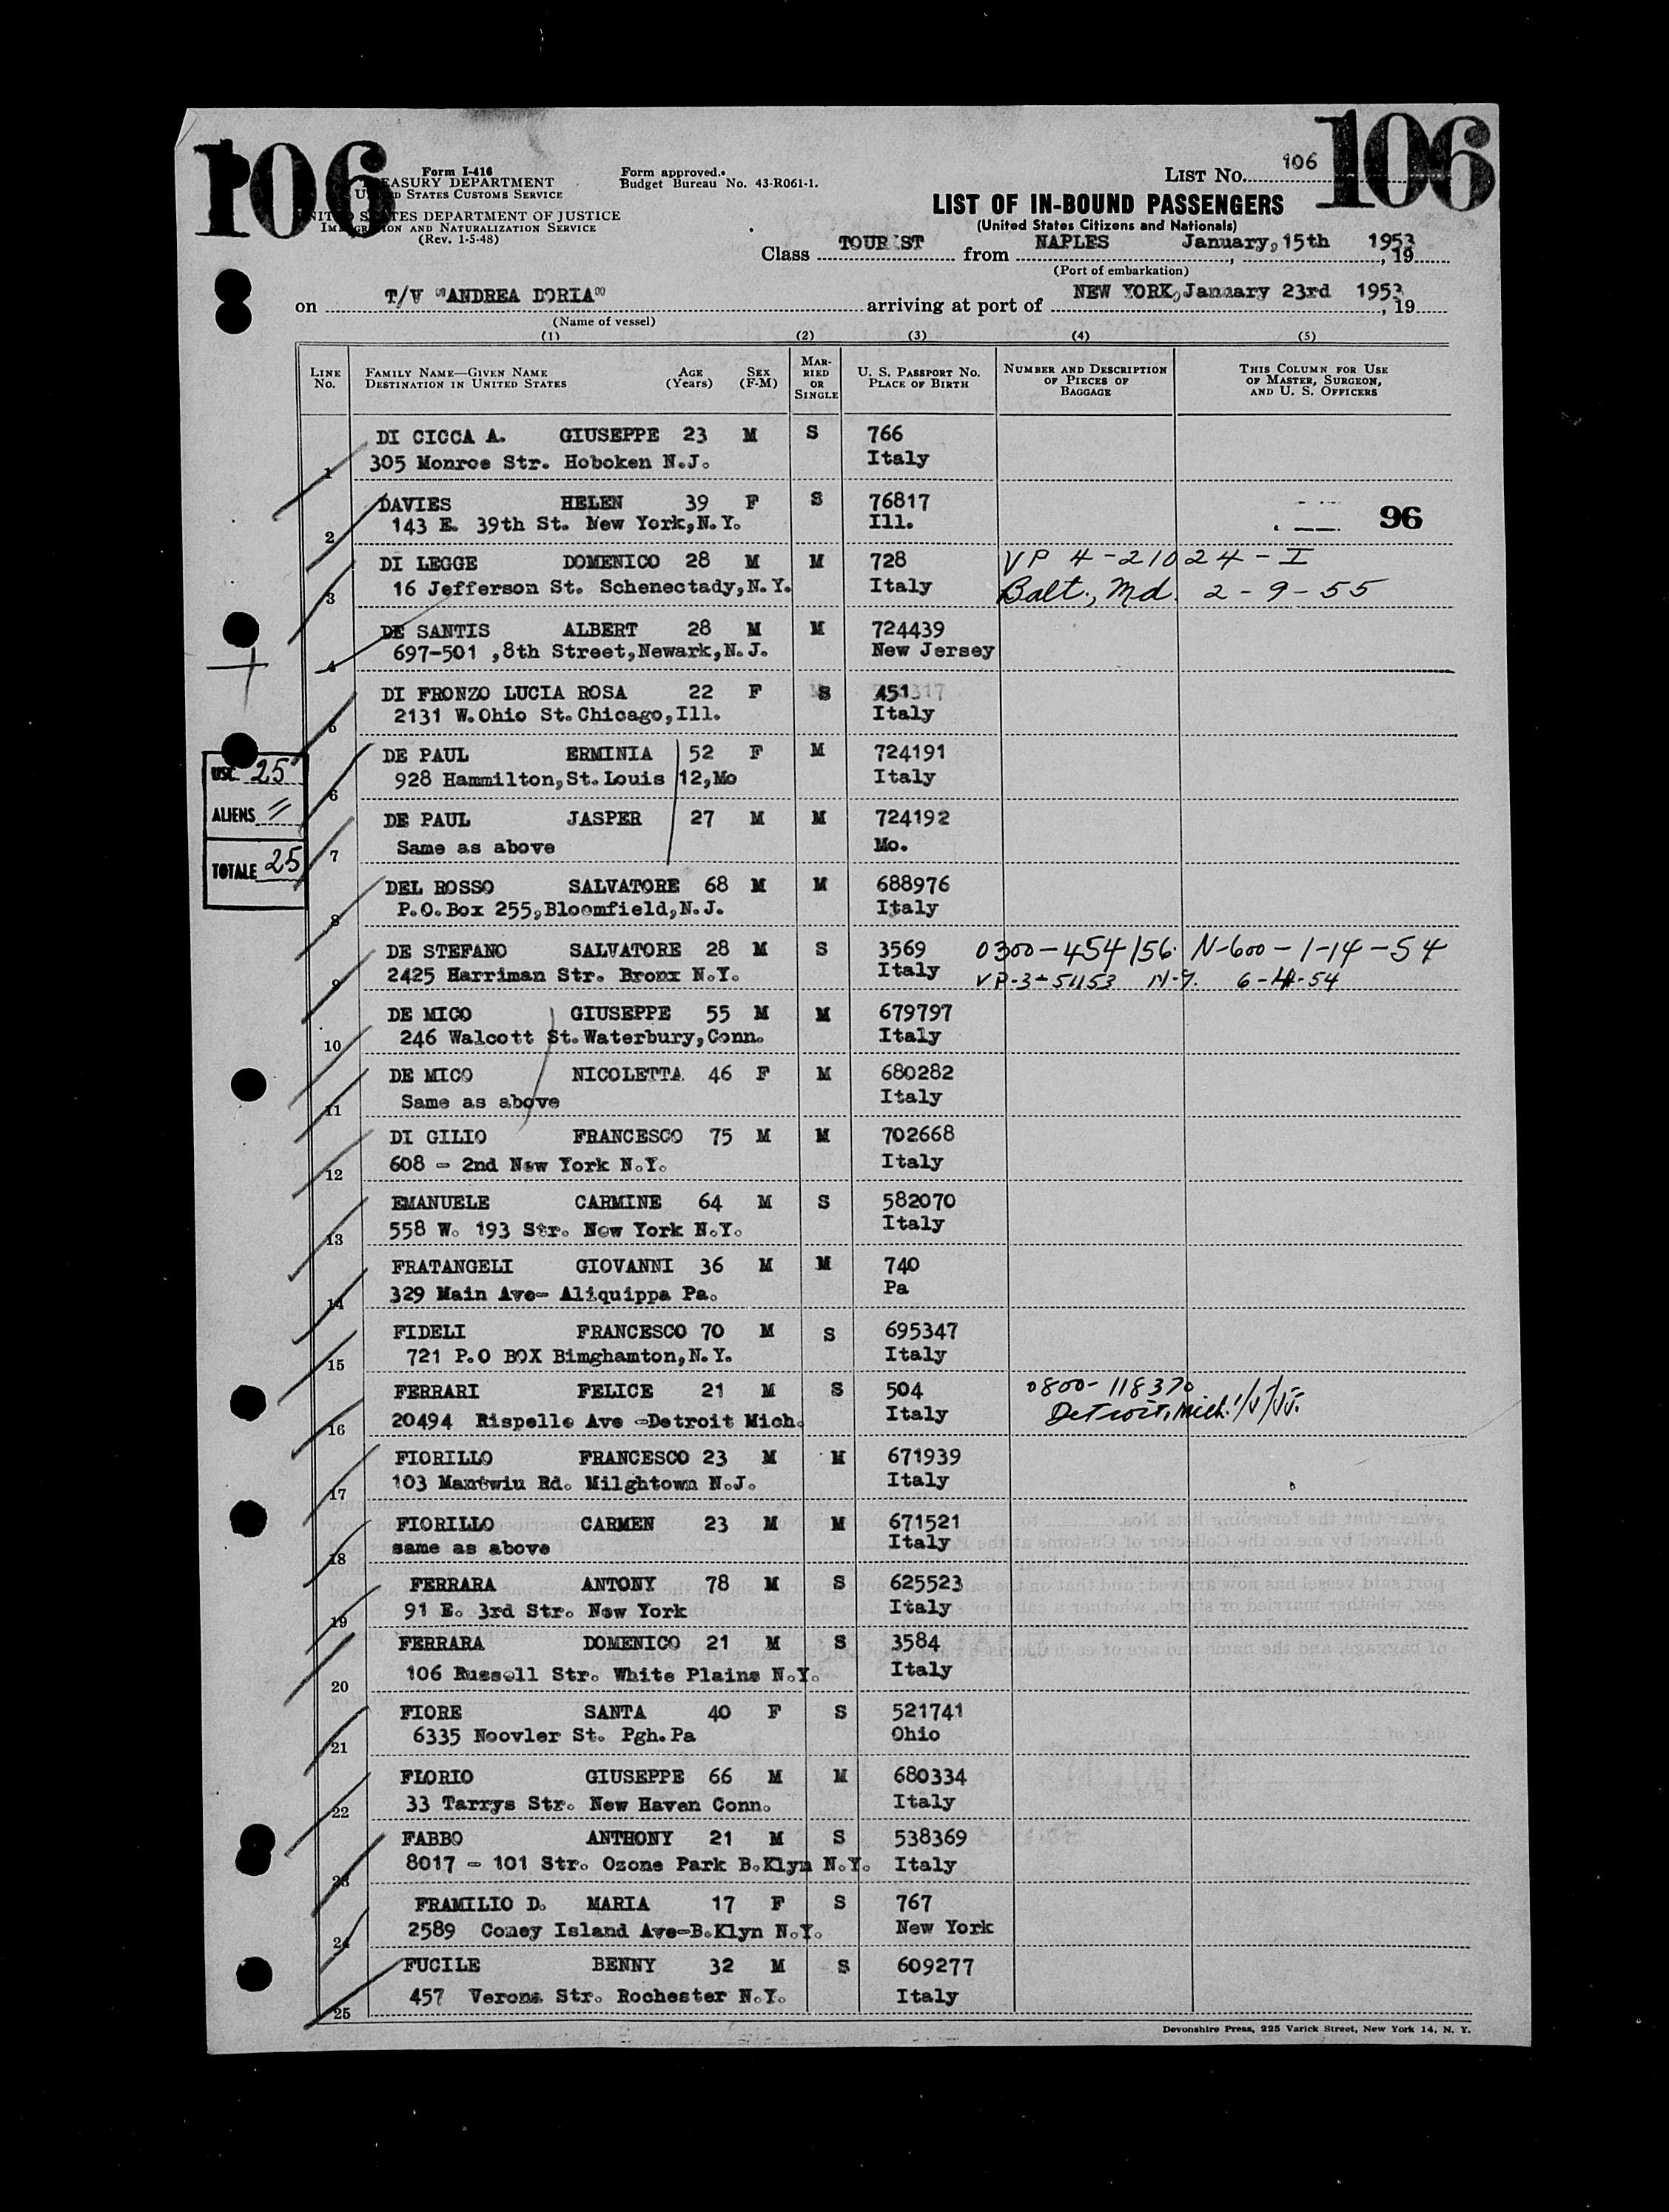 106
106
Form I-416
TREASURY DEPARTMENT
UNITED STATES CUSTOMS SERVICE
UNITED STATES DEPARTMENT OF JUSTICE
IMMIGRATION AND NATURALIZATION SERVICE
(Rev. 1-5-48)
Form approved.
Budget Bureau No. 43-R061-1.
LIST No. 106
LIST OF IN-BOUND PASSENGERS
(United States Citizens and Nationals)
Class TOURIST from NAPLES January, 15th 1953, 19
(Port of embarkation)
on T/V "ANDREA DORIA" arriving at port of NEW YORK, January 23rd 1953, 19
(Name of vessel)
(1) (2) (3) (4) (5)
LINE No. FAMILY NAME—GIVEN NAME DESTINATION IN UNITED STATES AGE (Years) SEX (F-M) MARRIED OR SINGLE U. S. PASSPORT NO. PLACE OF BIRTH NUMBER AND DESCRIPTION OF PIECES OF BAGGAGE THIS COLUMN FOR USE OF MASTER, SURGEON, AND U. S. OFFICERS
DI CICCA A. GIUSEPPE 23 M S 766
1 305 Monroe Str. Hoboken N.J. Italy
DAVIES HELEN 39 F S 76817 96
2 143 E. 39th St. New York, N.Y. Ill.
DI LEGGE DOMENICO 28 M M 728 VP 4-21024-I
3 16 Jefferson St. Schenectady, N.Y. Italy Balt., Md. 2-9-55
DE SANTIS ALBERT 28 M M 724439
4 697-501 ,8th Street, Newark, N.J. New Jersey
DI FRONZO LUCIA ROSA 22 F S 451
5 2131 W. Ohio St. Chicago, Ill. Italy
DE PAUL ERMINIA 52 F M 724191
6 928 Hammilton, St. Louis 12, Mo Italy
DE PAUL JASPER 27 M M 724192
7 Same as above Mo.
USC. 25
ALIENS =
TOTALE 25
DEL ROSSO SALVATORE 68 M M 688976
8 P.O. Box 255, Bloomfield, N.J. Italy
DE STEFANO SALVATORE 28 M S 3569 0300-454156 N-600-1-14-54
9 2425 Harriman Str. Bronx N.Y. Italy VP-3-51153 6-4-54
DE MICO GIUSEPPE 55 M M 679797
10 246 Walcott St. Waterbury, Conn. Italy
DE MICO NICOLETTA 46 F M 680282
11 Same as above Italy
DI GILIO FRANCESCO 75 M M 702668
12 608 - 2nd New York N.Y. Italy
EMANUELE CARMINE 64 M S 582070
13 558 W. 193 Str. New York N.Y. Italy
FRATANGELI GIOVANNI 36 M M 740
14 329 Main Ave- Aliquippa Pa. Pa
FIDELI FRANCESCO 70 M S 695347
15 721 P.O BOX Bimghamton, N.Y. Italy
FERRARI FELICE 21 M S 504 0800-118370
16 20494 Rispelle Ave -Detroit Mich. Italy Detroit, Mich.
FIORILLO FRANCESCO 23 M M 671939
17 103 Mantwiu Rd. Milghtown N.J. Italy
FIORILLO CARMEN 23 M M 671521
18 same as above Italy
FERRARA ANTONY 78 M S 625523
19 91 E. 3rd Str. New York Italy
FERRARA DOMENICO 21 M S 3584
20 106 Russell Str. White Plains N.Y. Italy
FIORE SANTA 40 F S 521741
21 6335 Noovler St. Pgh. Pa Ohio
FLORIO GIUSEPPE 66 M M 680334
22 33 Tarrys Str. New Haven Conn. Italy
FABBO ANTHONY 21 M S 538369
23 8017 - 101 Str. Ozone Park B.Klyn N.Y. Italy
FRAMILIO D. MARIA 17 F S 767
24 2589 Coney Island Ave-B.Klyn N.Y. New York
FUCILE BENNY 32 M S 609277
25 457 Verona Str. Rochester N.Y. Italy
Devonshire Press, 225 Varick Street, New York 14, N. Y.